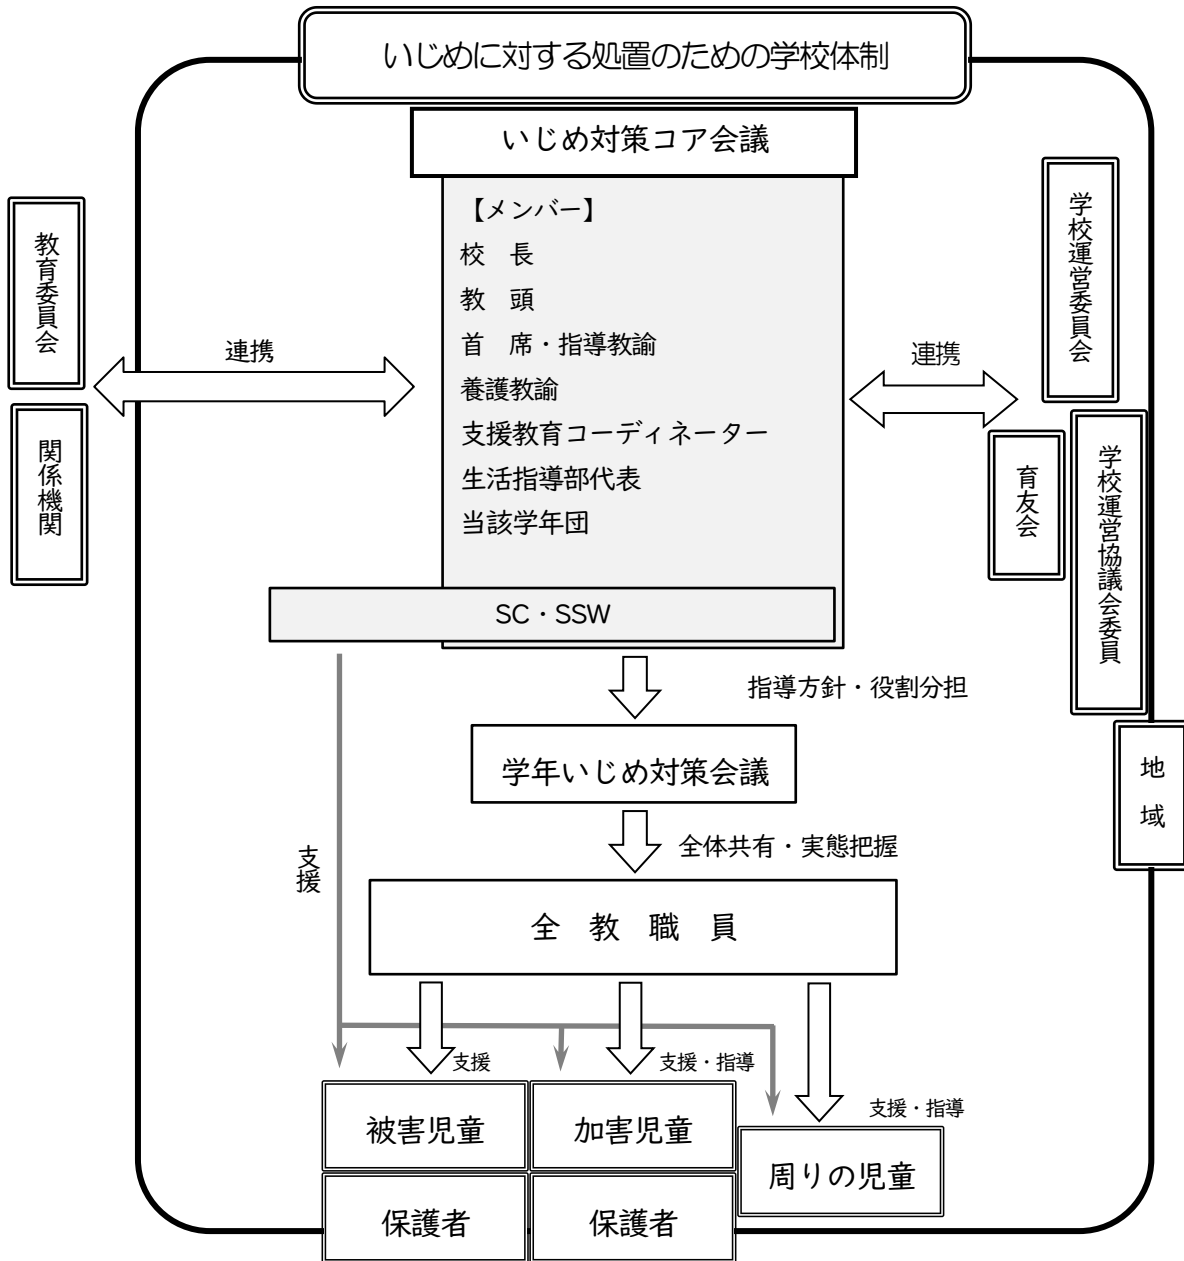 いじめに対する処置のための学校体制
いじめ対策コア会議
【メンバー】
校　長
教　頭
首　席・指導教諭
養護教諭
支援教育コーディネーター
生活指導部代表
当該学年団
SC・SSW
教育委員会
関係機関
連携
連携
学校運営委員会
育友会
学校運営協議会委員
地域
指導方針・役割分担
学年いじめ対策会議
全体共有・実態把握
支援
全　教　職　員
支援
支援・指導
支援・指導
被害児童
加害児童
周りの児童
保護者
保護者